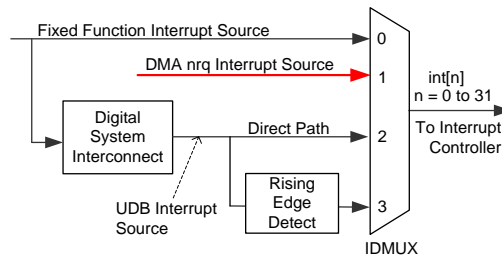 Fixed Function Interrupt Source
0
DMA nrq Interrupt Source
1
int[n]
n = 0 to 31
To Interrupt
Controller
Digital
System
Interconnect
Direct Path
2
UDB Interrupt
Source
Rising
Edge
Detect
3
IDMUX